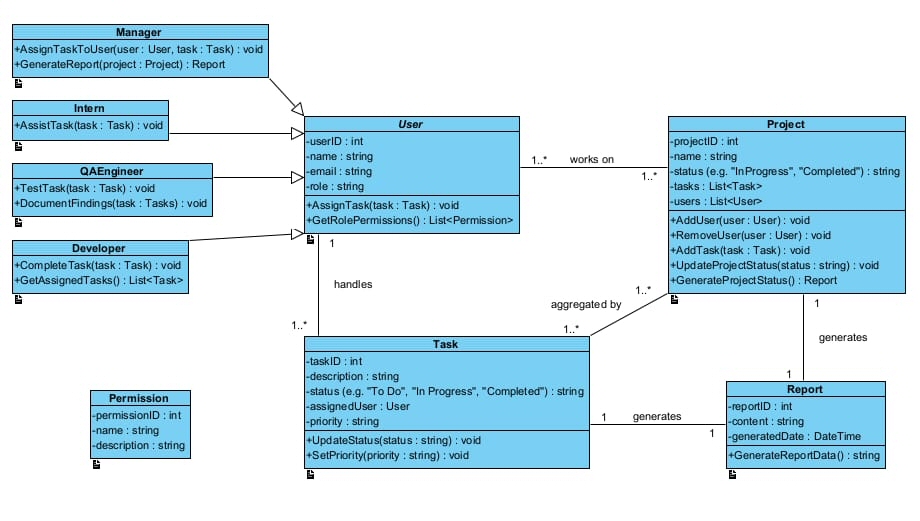 Manager
+AssignTaskToUser(user : User, task : Task) : void
+GenerateReport(project : Project) : Report
Intern
+AssistTask(task : Task) : void
QAEngineer
+TestTask(task : Task) : void
+DocumentFindings(task : Tasks) : void
Developer
+CompleteTask(task : Task) : void
+GetAssignedTasks() : List<Task>
User
-userID : int
-name : string
-email : string
-role : string
+AssignTask(task : Task) : void
+GetRolePermissions() : List<Permission>
1..*
works on
1..*
Project
-projectID : int
-name : string
-status (e.g. "InProgress", "Completed") : string
-tasks : List<Task>
-users : List<User>
+AddUser(user : User) : void
+RemoveUser(user : User) : void
+AddTask(task : Task) : void
+UpdateProjectStatus(status : string) : void
+GenerateProjectStatus() : Report
1
handles
1..*
1..*
aggregated by
1..*
1
generates
1
Task
-taskID : int
-description : string
-status (e.g. "To Do", "In Progress", "Completed") : string
-assignedUser : User
-priority : string
+UpdateStatus(status : string) : void
+SetPriority(priority : string) : void
1
generates
1
Report
-reportID : int
-content : string
-generatedDate : DateTime
+GenerateReportData() : string
Permission
-permissionID : int
-name : string
-description : string